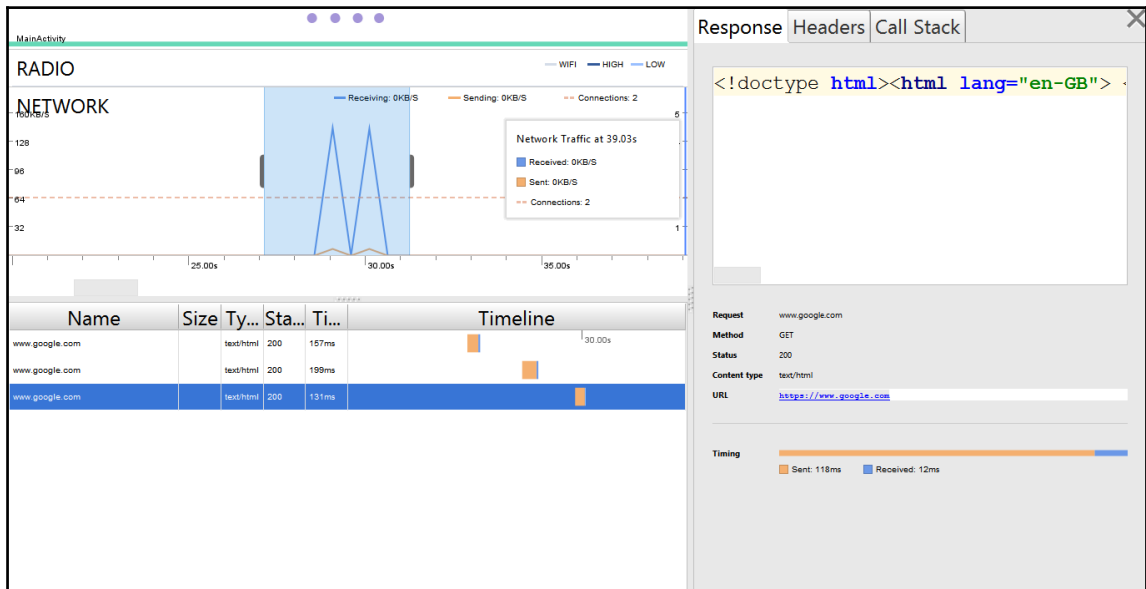 MainActivity
RADIO
WIFI HIGH LOW
NETWORK
Receiving: 0KB/S Sending: 0KB/S Connections: 2
160KB/S
5
128
96
64
32
1
Network Traffic at 39.03s
Received: 0KB/S
Sent: 0KB/S
Connections: 2
25.00s 30.00s 35.00s
Name Size Ty... Sta... Ti... Timeline
30.00s
www.google.com text/html 200 157ms
www.google.com text/html 200 199ms
www.google.com text/html 200 131ms
Response Headers Call Stack
<!doctype html><html lang="en-GB"> <
Request www.google.com
Method GET
Status 200
Content type text/html
URL https://www.google.com
Timing
Sent: 118ms Received: 12ms